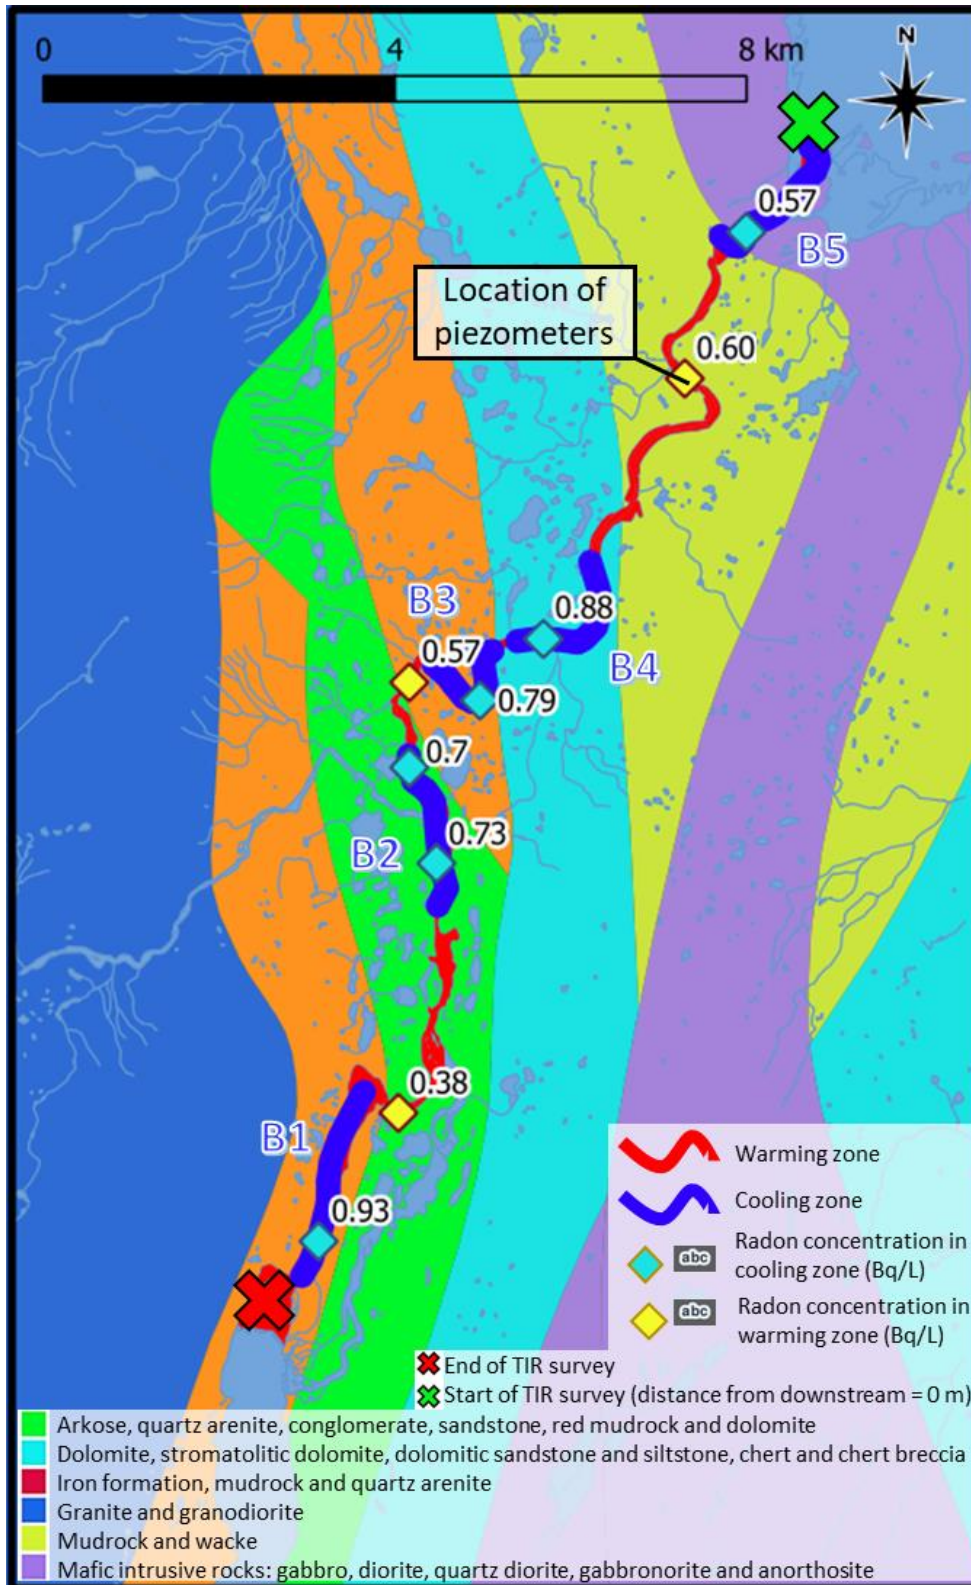 0 4 8 km
N
0.57
B5
Location of
piezometers
0.60
0.88
B3
0.57
B4
0.79
0.7
0.73
B2
0.38
B1
0.93
Warming zone
Cooling zone
abc Radon concentration in
cooling zone (Bq/L)
abc Radon concentration in
warming zone (Bq/L)
End of TIR survey
Start of TIR survey (distance from downstream = 0 m)
Arkose, quartz arenite, conglomerate, sandstone, red mudrock and dolomite
Dolomite, stromatolitic dolomite, dolomitic sandstone and siltstone, chert and chert breccia
Iron formation, mudrock and quartz arenite
Granite and granodiorite
Mudrock and wacke
Mafic intrusive rocks: gabbro, diorite, quartz diorite, gabbronorite and anorthosite